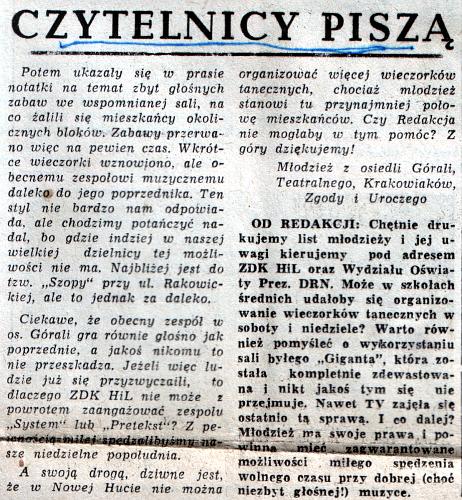 CZYTELNICY PISZĄ
Potem ukazały się w prasie
notatki na temat zbyt głośnych
zabaw we wspomnianej sali, na
co żalili się mieszkańcy okoli-
cznych bloków. Zabawy przerwa-
no więc na pewien czas. Wkrót-
ce wieczorki wznowiono, ale o-
becnemu zespołowi muzycznemu
daleko do jego poprzednika. Ten
styl nie bardzo nam odpowia-
da, ale chodzimy potańczyć na-
dal, bo gdzie indziej w naszej
wielkiej dzielnicy tej możli-
wości nie ma. Najbliżej jest do
tzw. „Szopy” przy ul. Rakowic-
kiej, ale to jednak za daleko.
Ciekawe, że obecny zespół w
os. Górali gra równie głośno jak
poprzednie, a jakoś nikomu to
nie przeszkadza. Jeżeli więc lu-
dzie już się przyzwyczaili, to
dlaczego ZDK HiL nie może z
powrotem zaangażować zespołu
„System” lub „Pretekst”? Z pe-
wnością milej spędzalibyśmy na-
sze niedzielne popołudnia.
A swoją drogą, dziwne jest,
że w Nowej Hucie nie można
organizować więcej wieczorków
tanecznych, chociaż młodzież
stanowi tu przynajmniej poło-
wę mieszkańców. Czy Redakcja
nie mogłaby w tym pomóc? Z
góry dziękujemy!
Młodzież z osiedli Górali,
Teatralnego, Krakowiaków,
Zgody i Uroczego
OD REDAKCJI: Chętnie dru-
kujemy list młodzieży i jej u-
wagi kierujemy pod adresem
ZDK HiL oraz Wydziału Oświa-
ty Prez. DRN. Może w szkołach
średnich udałoby się organizo-
wanie wieczorków tanecznych w
soboty i niedziele? Warto rów-
nież pomyśleć o wykorzystaniu
sali byłego „Giganta”, która zo-
stała kompletnie zdewastowa-
na i nikt jakoś tym się nie
przejmuje. Nawet TV zajęła się
ostatnio tą sprawą. I co dalej?
Młodzież ma swoje prawa i po-
winna mieć zagwarantowane
możliwości miłego spędzenia
wolnego czasu przy dobrej (choć
niezbyt głośnej) muzyce.